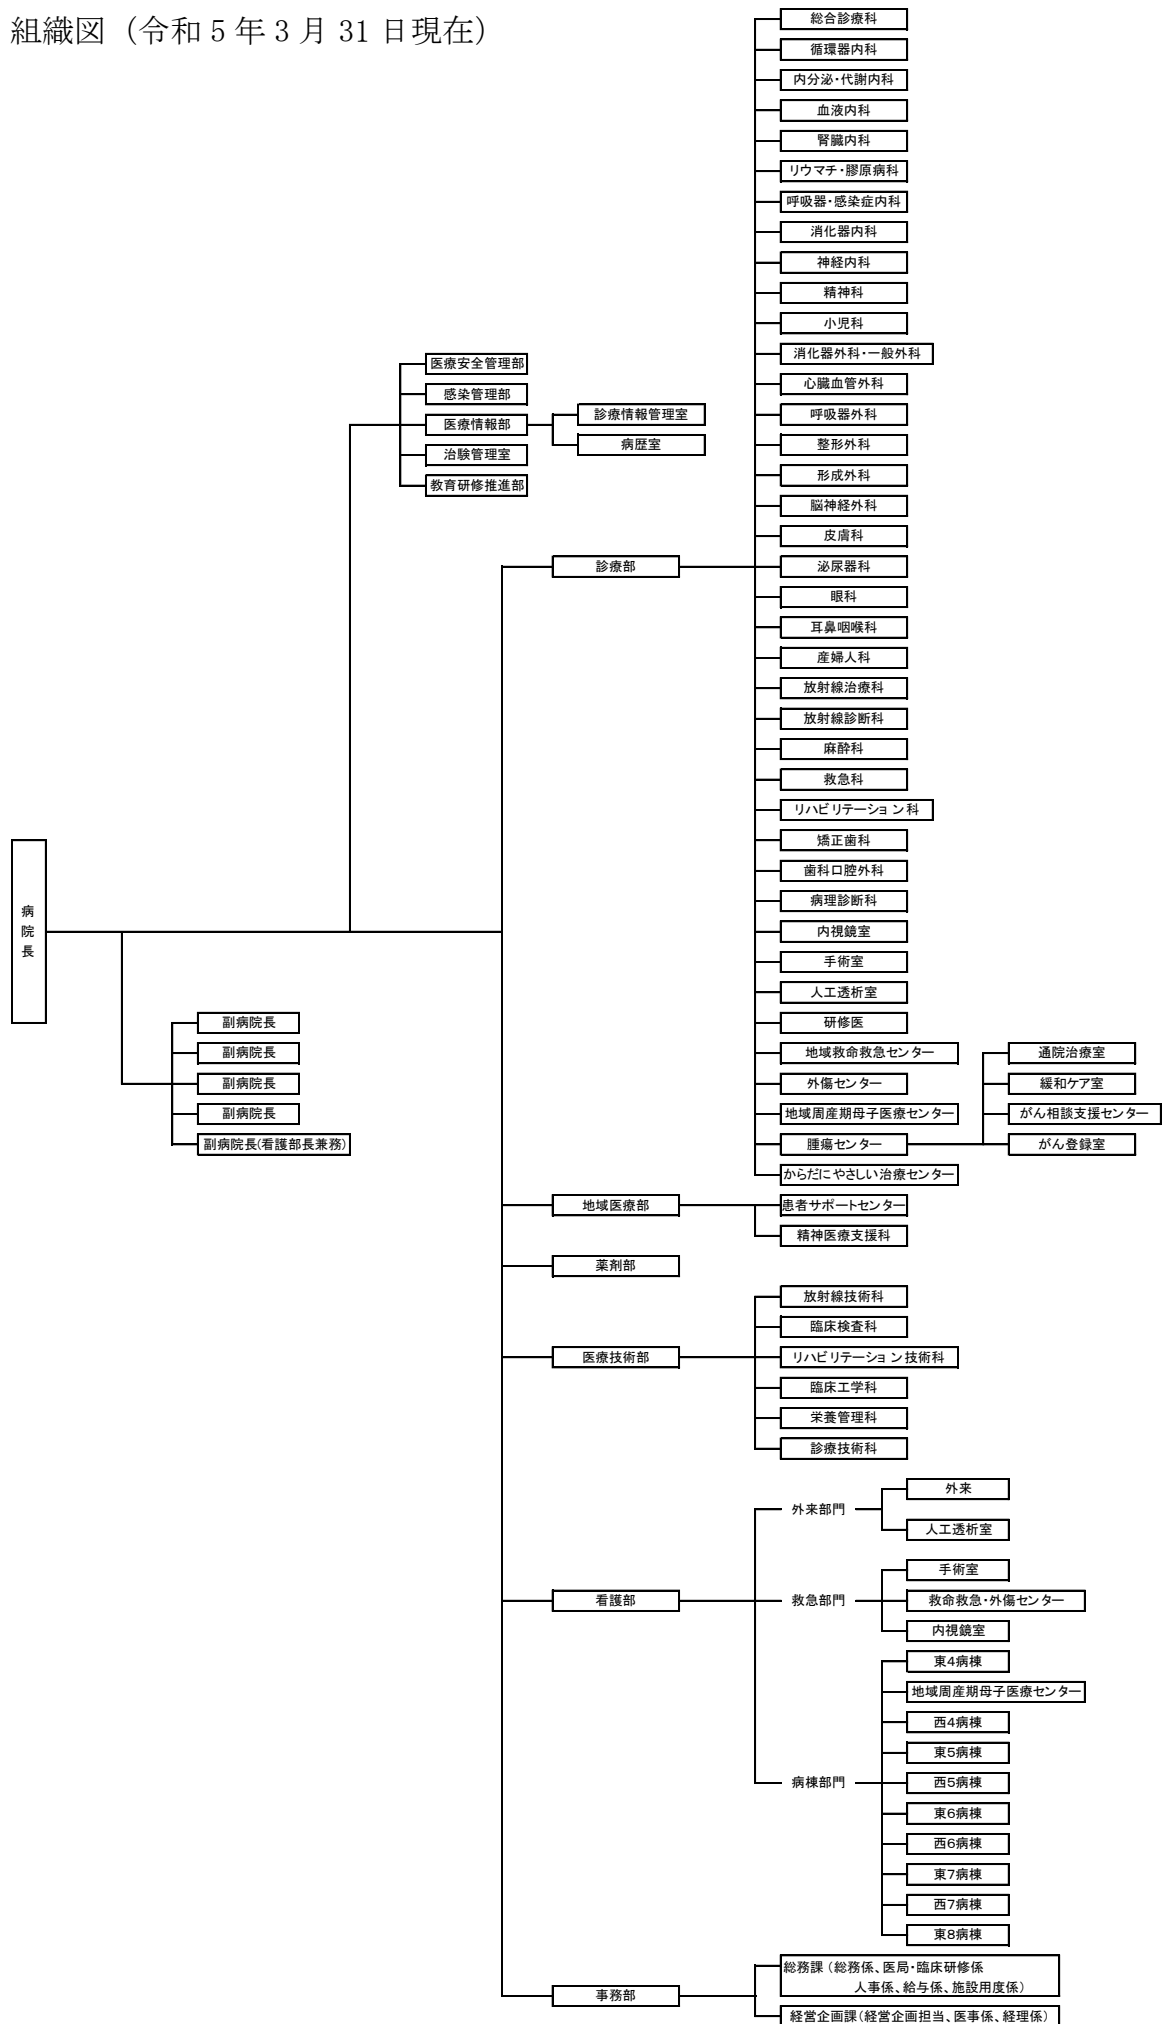 組織図（令和５年３月 31 日現在）
総合診療科
循環器内科
内分泌・代謝内科
血液内科
腎臓内科
リウマチ・膠原病科
呼吸器・感染症内科
消化器内科
神経内科
精神科
小児科
消化器外科・一般外科
心臓血管外科
呼吸器外科
整形外科
形成外科
脳神経外科
皮膚科
泌尿器科
眼科
耳鼻咽喉科
産婦人科
放射線治療科
放射線診断科
麻酔科
救急科
リハビリテーション科
矯正歯科
歯科口腔外科
病理診断科
内視鏡室
手術室
人工透析室
研修医
地域救命救急センター
外傷センター
地域周産期母子医療センター
腫瘍センター
からだにやさしい治療センター
通院治療室
緩和ケア室
がん相談支援センター
がん登録室
医療安全管理部
感染管理部
医療情報部
治験管理室
教育研修推進部
診療情報管理室
病歴室
診療部
病院長
副病院長
副病院長
副病院長
副病院長
副病院長(看護部長兼務)
地域医療部
患者サポートセンター
精神医療支援科
薬剤部
医療技術部
放射線技術科
臨床検査科
リハビリテーション技術科
臨床工学科
栄養管理科
診療技術科
看護部
外来部門
外来
人工透析室
救急部門
手術室
救命救急・外傷センター
内視鏡室
病棟部門
東4病棟
地域周産期母子医療センター
西4病棟
東5病棟
西5病棟
東6病棟
西6病棟
東7病棟
西7病棟
東8病棟
事務部
総務課（総務係、医局・臨床研修係
人事係、給与係、施設用度係）
経営企画課（経営企画担当、医事係、経理係）